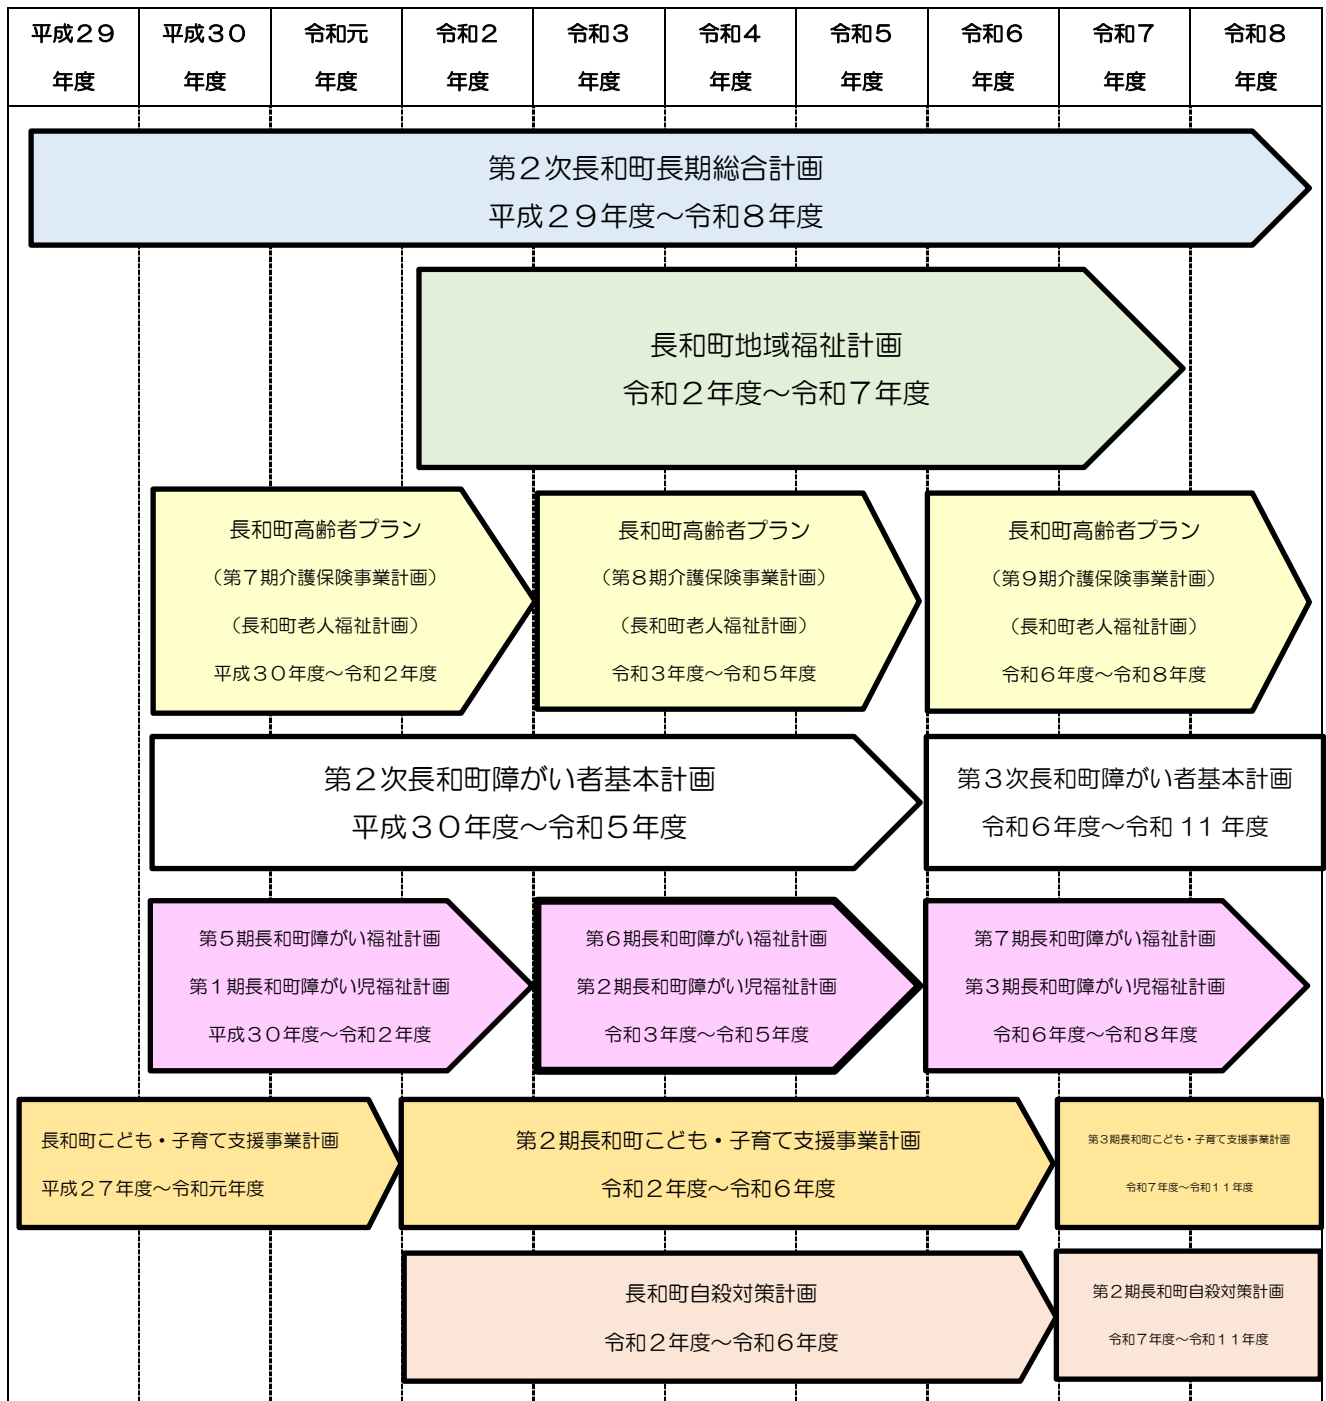 平成２９ 平成３０ 令和元 令和２ 令和３ 令和４ 令和５ 令和６ 令和７ 令和８
年度 年度 年度 年度 年度 年度 年度 年度 年度 年度
第２次長和町長期総合計画
平成２９年度～令和８年度
長和町地域福祉計画
令和２年度～令和７年度
長和町高齢者プラン
（第７期介護保険事業計画）
（長和町老人福祉計画）
平成３０年度～令和２年度
長和町高齢者プラン
（第８期介護保険事業計画）
（長和町老人福祉計画）
令和３年度～令和５年度
長和町高齢者プラン
（第９期介護保険事業計画）
（長和町老人福祉計画）
令和６年度～令和８年度
第２次長和町障がい者基本計画
平成３０年度～令和５年度
第３次長和町障がい者基本計画
令和６年度～令和 11 年度
第５期長和町障がい福祉計画
第１期長和町障がい児福祉計画
平成３０年度～令和２年度
第６期長和町障がい福祉計画
第２期長和町障がい児福祉計画
令和３年度～令和５年度
第７期長和町障がい福祉計画
第３期長和町障がい児福祉計画
令和６年度～令和８年度
長和町こども・子育て支援事業計画
平成２７年度～令和元年度
第２期長和町こども・子育て支援事業計画
令和２年度～令和６年度
第３期長和町こども・子育て支援事業計画
令和７年度～令和１１年度
長和町自殺対策計画
令和２年度～令和６年度
第２期長和町自殺対策計画
令和７年度～令和１１年度